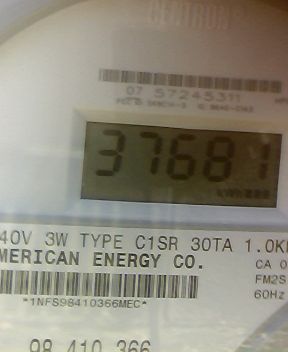 CENTRON
07 57245311
37681
40V 3W TYPE C1SR 30TA 1.0K
MERICAN ENERGY CO.
CA 0
FM2S
60Hz
*1NFS98410366MEC*
98 410 366